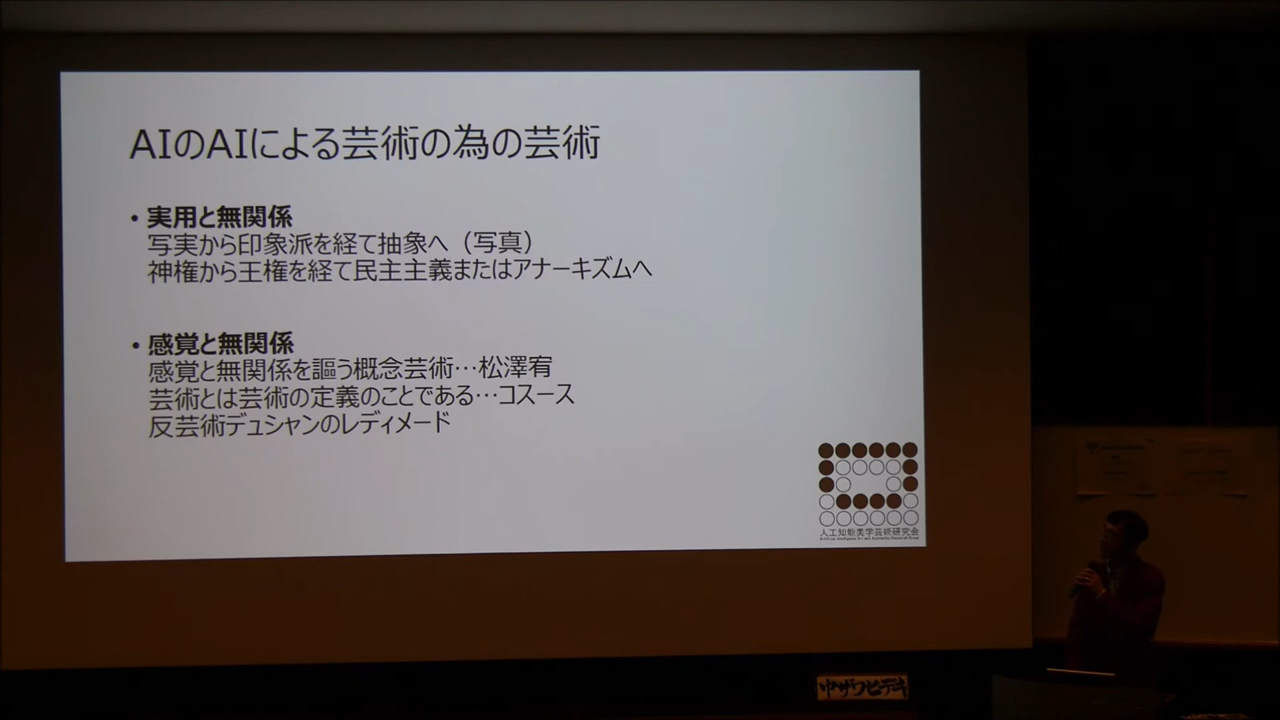 AIのAIによる芸術の為の芸術
• 実用と無関係
写実から印象派を経て抽象へ（写真）
神権から王権を経て民主主義またはアナーキズムへ
• 感覚と無関係
感覚と無関係を謳う概念芸術…松澤宥
芸術とは芸術の定義のことである…コスース
反芸術デュシャンのレディメード
人工知能美学芸術研究会
ゆざわヒデキ